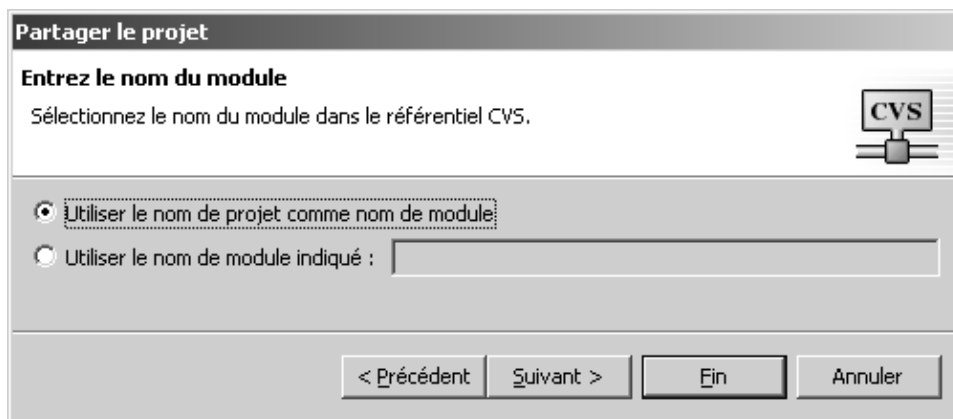 Partager le projet
Entrez le nom du module
Sélectionnez le nom du module dans le référentiel CVS.
CVS
Utiliser le nom de projet comme nom de module
Utiliser le nom de module indiqué :
< Précédent Suivant > Fin Annuler